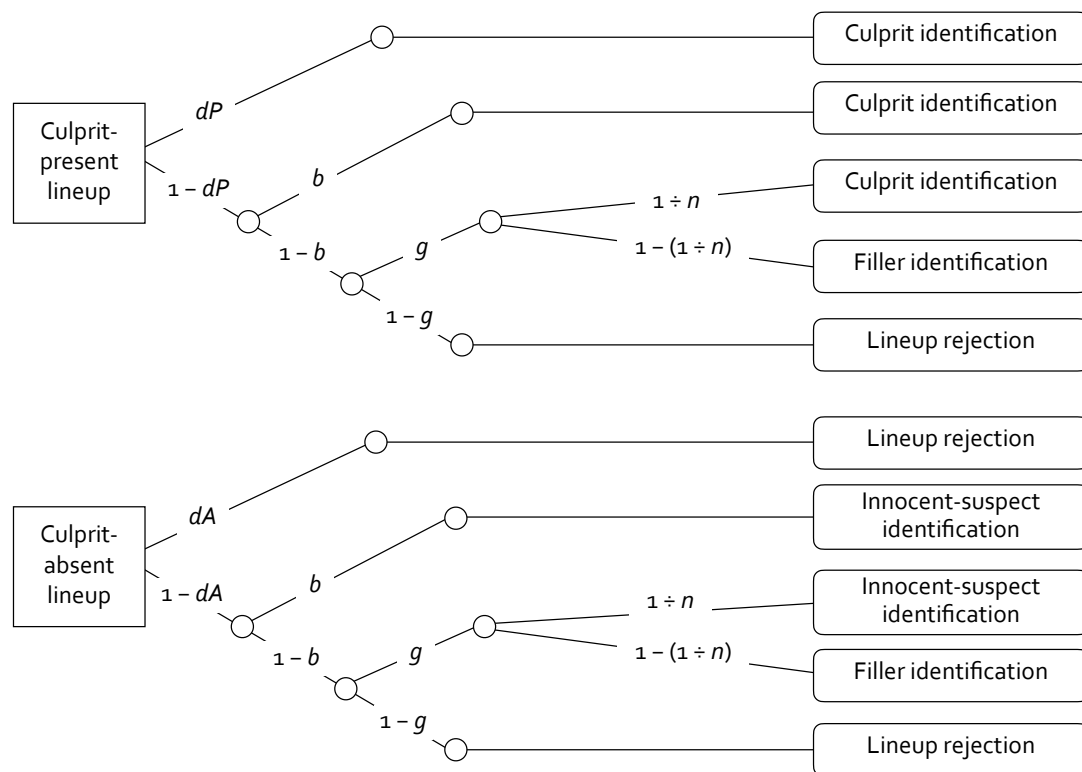 Culprit identification
dP
Culprit-
present
lineup
Culprit identification
1 – dP
b
Culprit identification
1 ÷ n
1 – b
g
1 – (1 ÷ n)
Filler identification
1 – g
Lineup rejection
Lineup rejection
dA
Culprit-
absent
lineup
Innocent-suspect
identification
1 – dA
b
Innocent-suspect
identification
1 ÷ n
1 – b
g
1 – (1 ÷ n)
Filler identification
1 – g
Lineup rejection